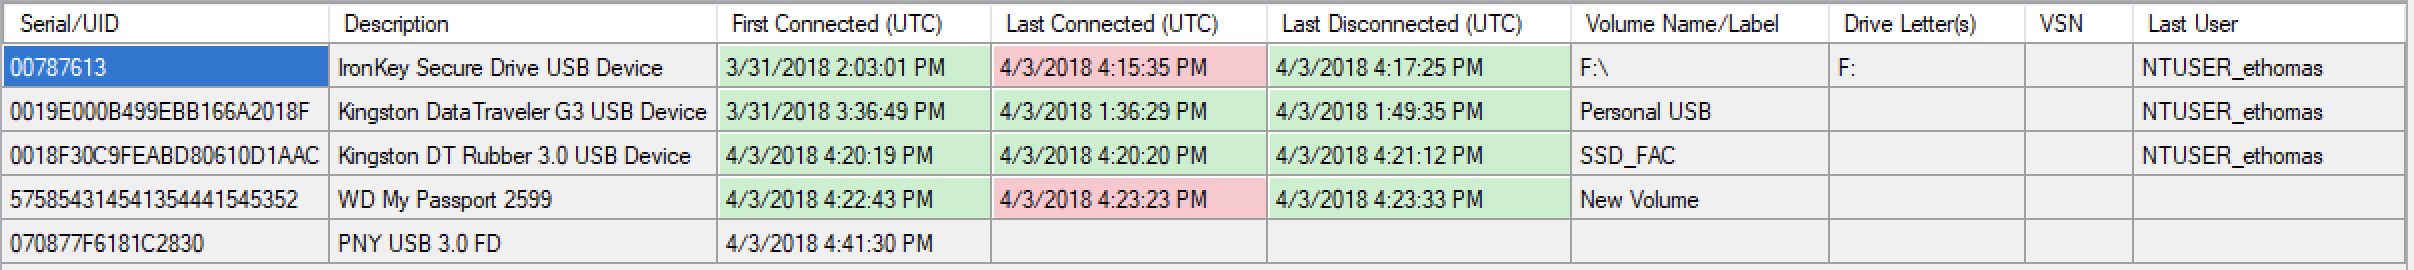 Serial/UID Description First Connected (UTC) Last Connected (UTC) Last Disconnected (UTC) Volume Name/Label Drive Letter(s) VSN Last User
00787613 IronKey Secure Drive USB Device 3/31/2018 2:03:01 PM 4/3/2018 4:15:35 PM 4/3/2018 4:17:25 PM F:\ F: NTUSER_ethomas
0019E000B499EBB166A2018F Kingston DataTraveler G3 USB Device 3/31/2018 3:36:49 PM 4/3/2018 1:36:29 PM 4/3/2018 1:49:35 PM Personal USB NTUSER_ethomas
0018F30C9FEABD80610D1AAC Kingston DT Rubber 3.0 USB Device 4/3/2018 4:20:19 PM 4/3/2018 4:20:20 PM 4/3/2018 4:21:12 PM SSD_FAC NTUSER_ethomas
575854314541354441545352 WD My Passport 2599 4/3/2018 4:22:43 PM 4/3/2018 4:23:23 PM 4/3/2018 4:23:33 PM New Volume
070877F6181C2830 PNY USB 3.0 FD 4/3/2018 4:41:30 PM